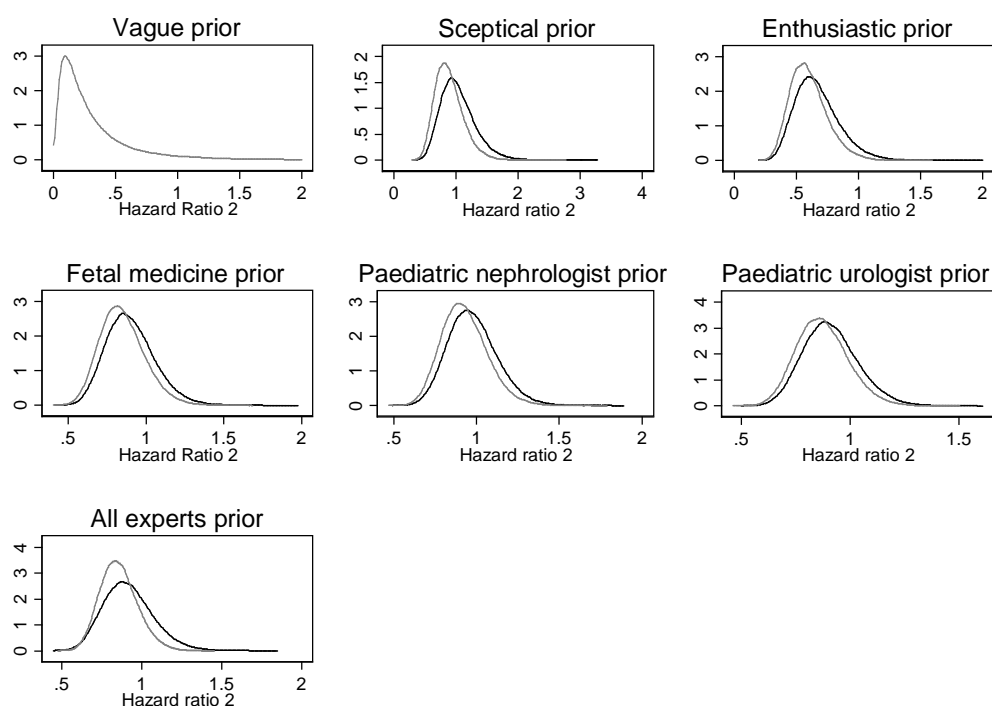 Vague prior
3
2
1
0
0 .5 1 1.5 2
Hazard Ratio 2
Sceptical prior
2
1.5
1
.5
0
0 1 2 3 4
Hazard ratio 2
Enthusiastic prior
3
2
1
0
0 .5 1 1.5 2
Hazard ratio 2
Fetal medicine prior
3
2
1
0
.5 1 1.5 2
Hazard Ratio 2
Paediatric nephrologist prior
3
2
1
0
.5 1 1.5 2
Hazard ratio 2
Paediatric urologist prior
4
3
2
1
0
.5 1 1.5
Hazard ratio 2
All experts prior
4
3
2
1
0
.5 1 1.5 2
Hazard ratio 2